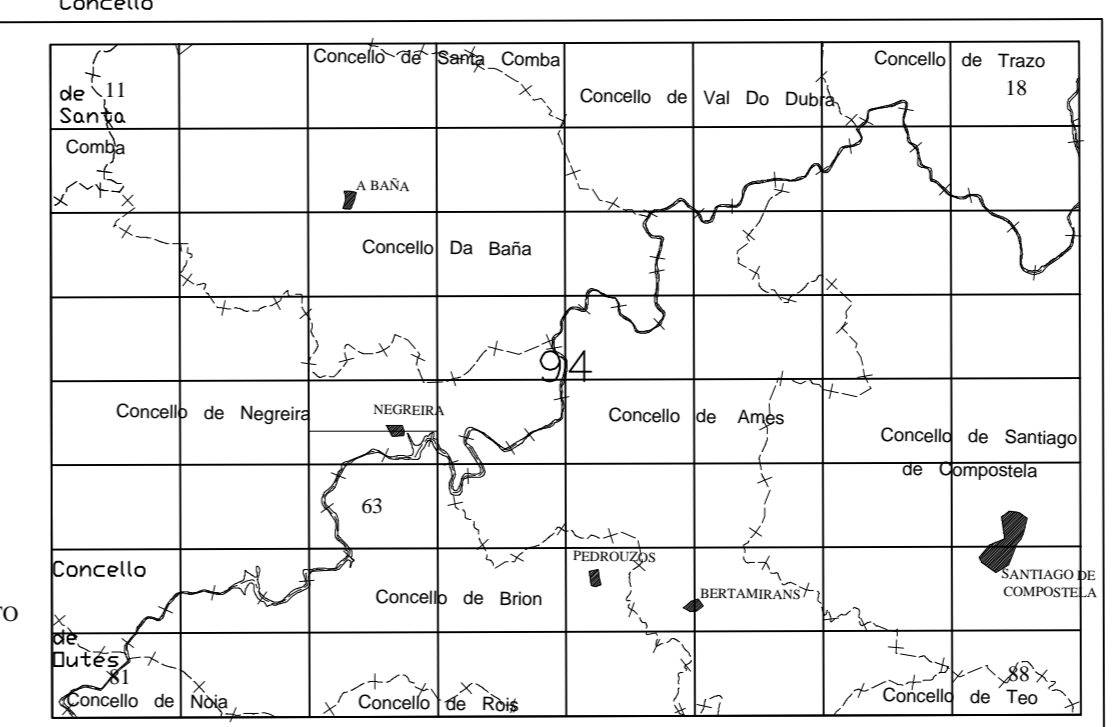 Concello
Concello de Santa Comba
Concello de Trazo
de 11
18
Santa
Concello de Val Do Dubra
Comba
A BAÑA
Concello Da Baña
94
Concello de Negreira
NEGREIRA
Concello de Ames
Concello de Santiago
de Compostela
63
PEDROUZOS
Concello
SANTIAGO DE
COMPOSTELA
BERTAMIRANS
Concello de Brion
TO
de
Outes
81
88
Concello de Noia
Concello de Rois
Concello de Teo